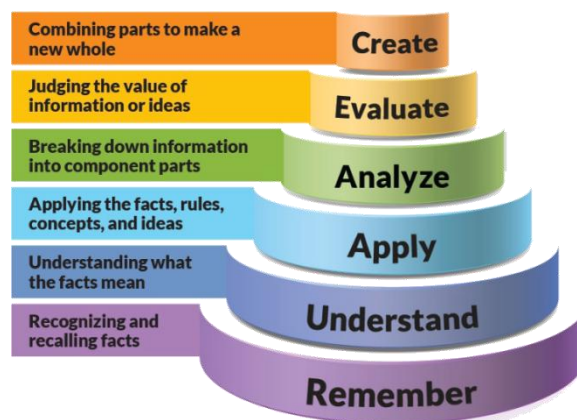 Combining parts to make a
new whole
Create
Judging the value of
information or ideas
Evaluate
Breaking down information
into component parts
Analyze
Applying the facts, rules,
concepts, and ideas
Apply
Understanding what
the facts mean
Understand
Recognizing and
recalling facts
Remember